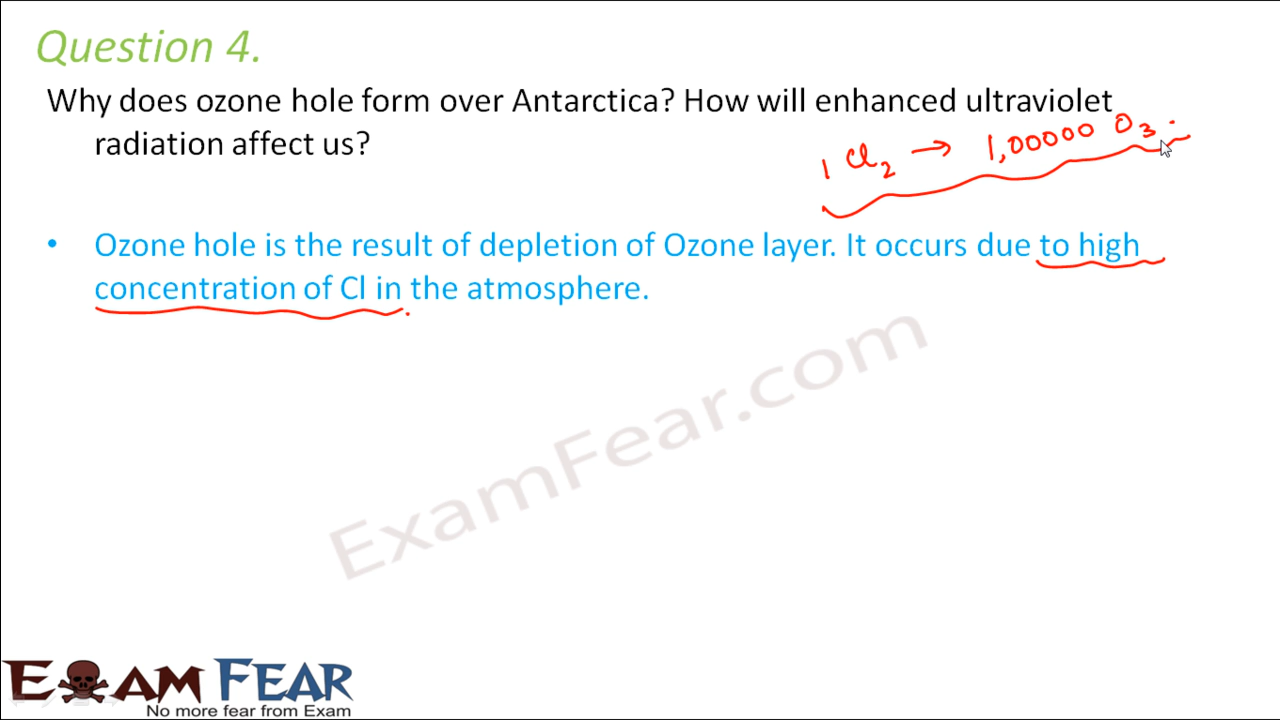 Question 4.
Why does ozone hole form over Antarctica? How will enhanced ultraviolet
radiation affect us?
1 Cl2 → 1,00000 O3.
• Ozone hole is the result of depletion of Ozone layer. It occurs due to high
concentration of Cl in the atmosphere.
ExamFear.com
EXAM FEAR
No more fear from Exam